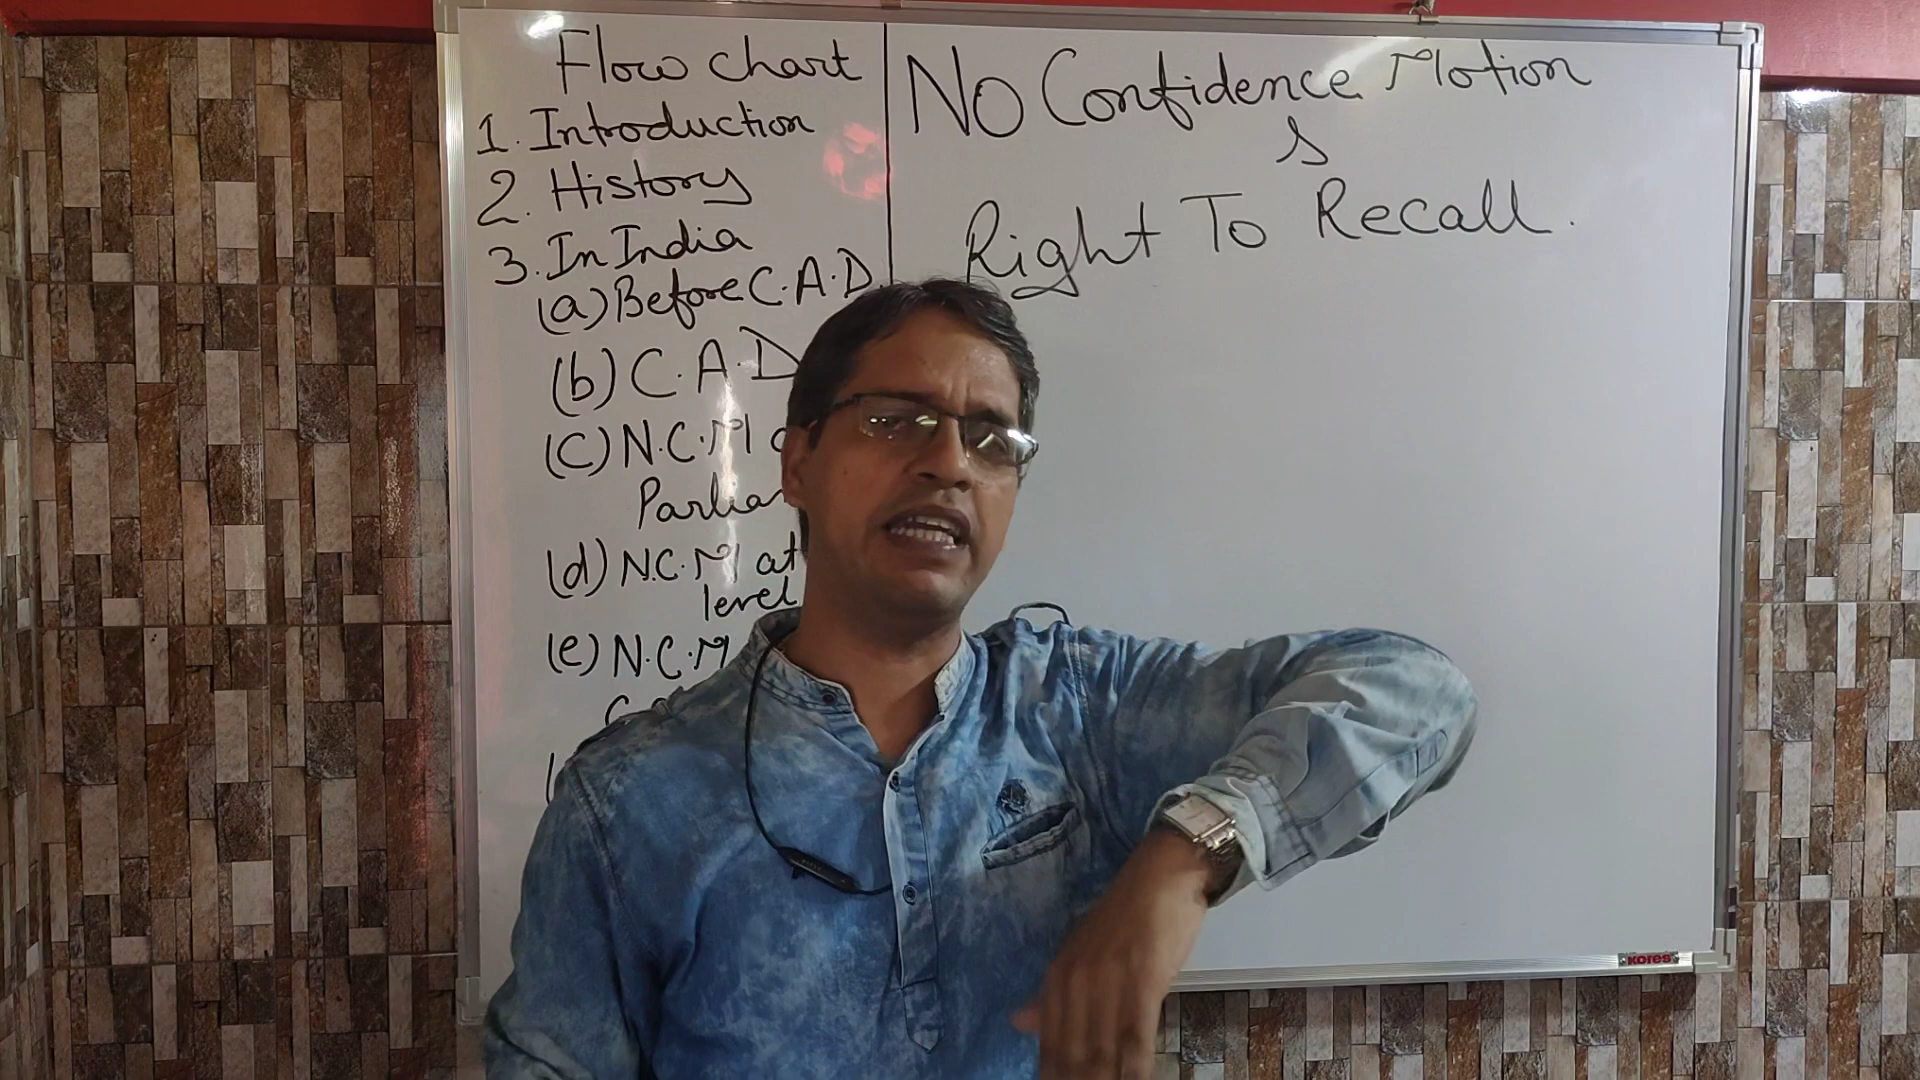 Flow chart
1. Introduction
2. History
3. In India
(a) Before C.A.D.
(b) C.A.D
(c) N.C.M
(d) N.C.M at
level
(e) N.C.M
No Confidence Motion
&
Right To Recall.
KORES